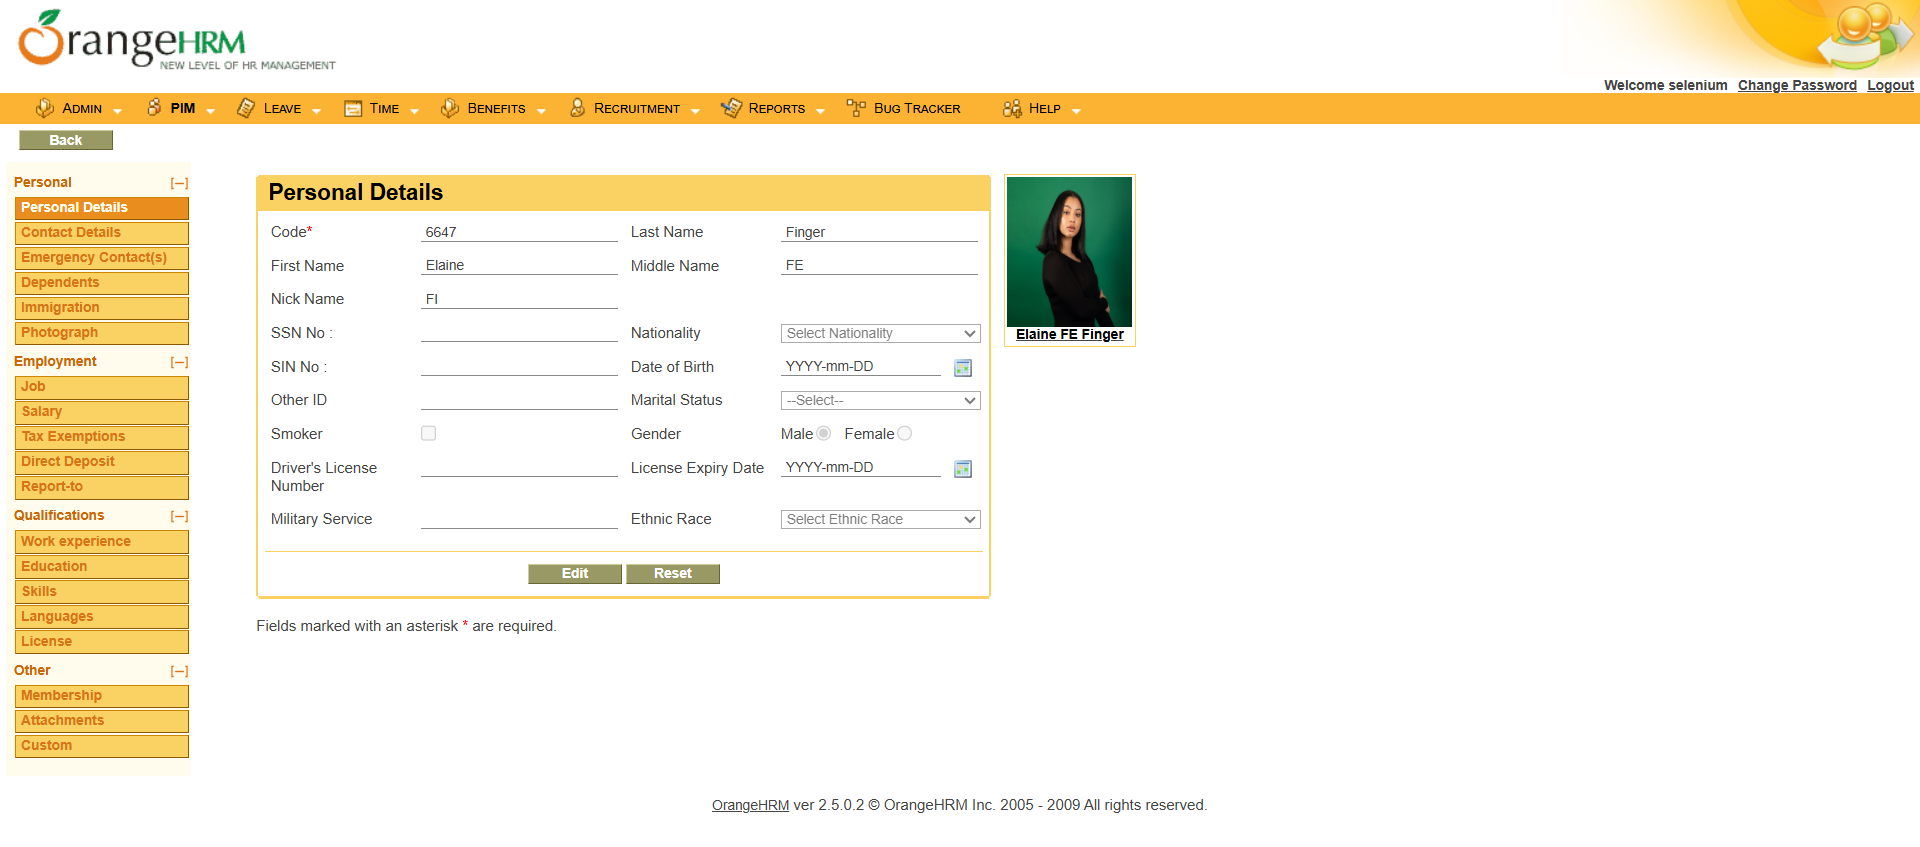 OrangeHRM
NEW LEVEL OF HR MANAGEMENT
Welcome selenium Change Password Logout
ADMIN PIM LEAVE TIME BENEFITS RECRUITMENT REPORTS BUG TRACKER HELP
Back
Personal [–]
Personal Details
Contact Details
Emergency Contact(s)
Dependents
Immigration
Photograph
Employment [–]
Job
Salary
Tax Exemptions
Direct Deposit
Report-to
Qualifications [–]
Work experience
Education
Skills
Languages
License
Other [–]
Membership
Attachments
Custom
Personal Details
Code* 6647 Last Name Finger
First Name Elaine Middle Name FE
Nick Name FI
SSN No : Nationality Select Nationality
SIN No : Date of Birth YYYY-mm-DD
Other ID Marital Status --Select--
Smoker Gender Male Female
Driver's License Number License Expiry Date YYYY-mm-DD
Military Service Ethnic Race Select Ethnic Race
Edit Reset
Fields marked with an asterisk * are required.
Elaine FE Finger
OrangeHRM ver 2.5.0.2 © OrangeHRM Inc. 2005 - 2009 All rights reserved.